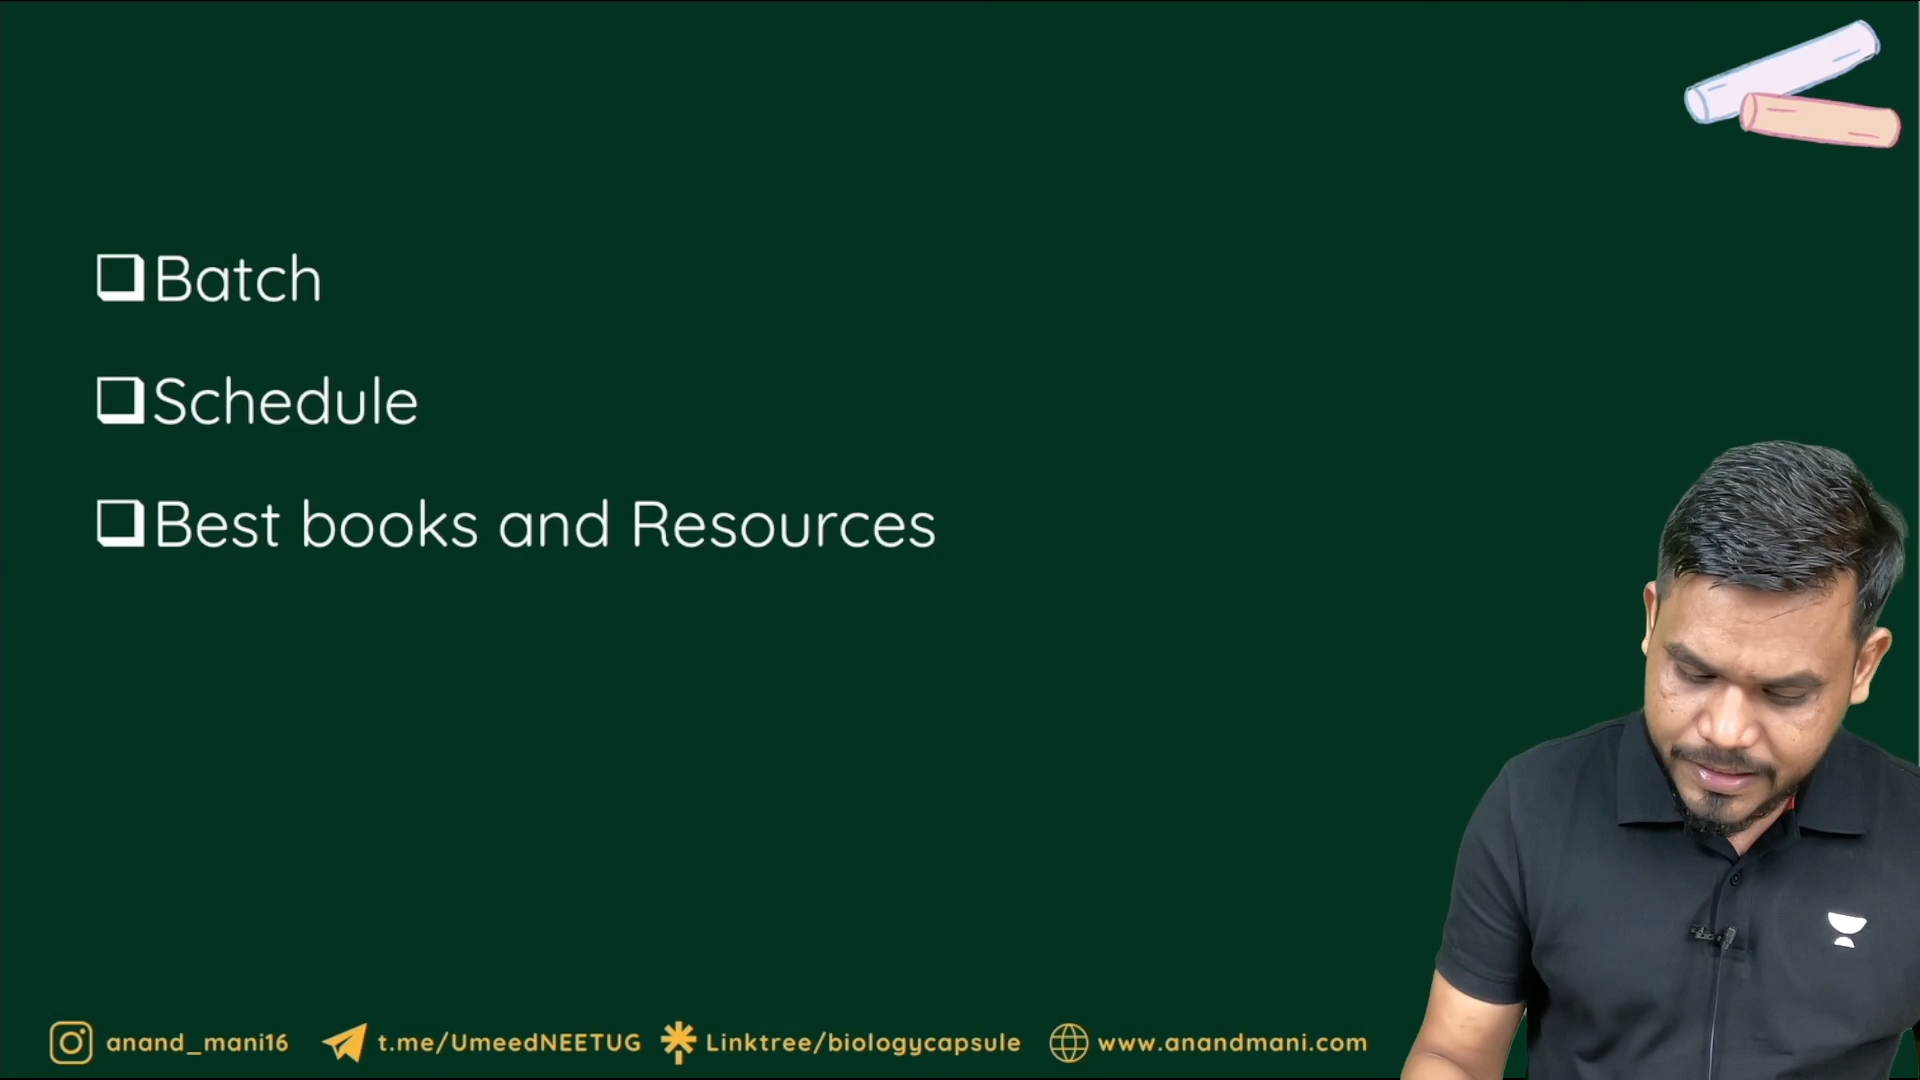 ❑Batch
❑Schedule
❑Best books and Resources
anand_mani16 t.me/UmeedNEETUG Linktree/biologycapsule www.anandmani.com